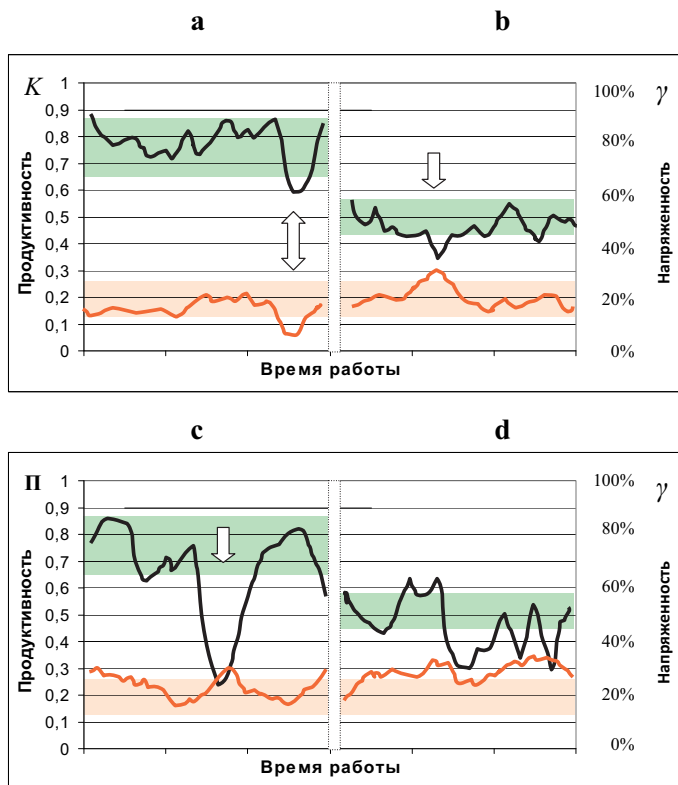 a b
K 1 100% γ
0,9
0,8 80%
0,7
0,6 60%
0,5
0,4 40%
0,3
0,2 20%
0,1
0 0%
Продуктивность
Напряженность
Время работы
c d
П 1 100% γ
0,9
0,8 80%
0,7
0,6 60%
0,5
0,4 40%
0,3
0,2 20%
0,1
0 0%
Продуктивность
Напряженность
Время работы